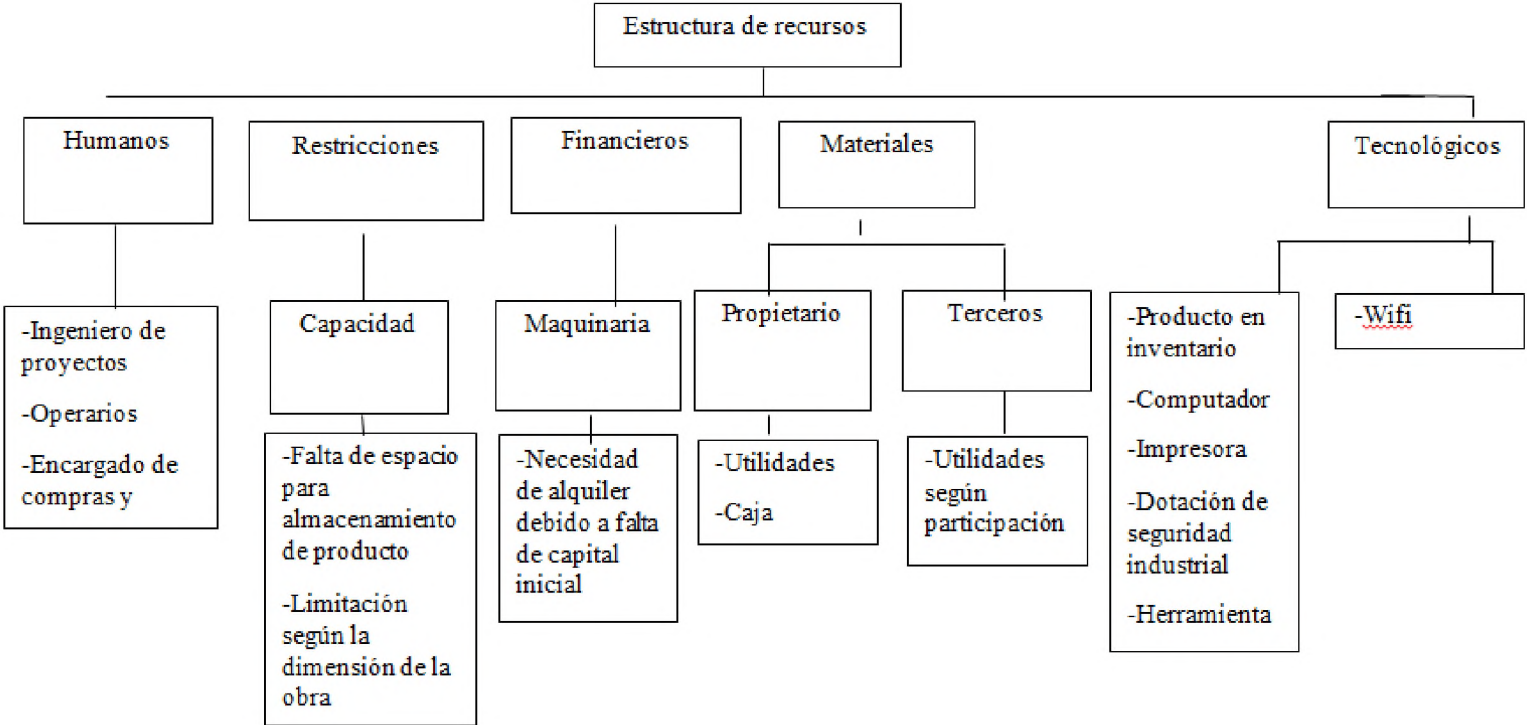 Estructura de recursos
Humanos
Restricciones
Financieros
Materiales
Tecnológicos
-Ingeniero de
proyectos
-Operarios
-Encargado de
compras y
Capacidad
-Falta de espacio
para
almacenamiento
de producto
-Limitación
según la
dimensión de la
obra
Maquinaria
-Necesidad
de alquiler
debido a falta
de capital
inicial
Propietario
-Utilidades
-Caja
Terceros
-Utilidades
según
participación
-Producto en
inventario
-Computador
-Impresora
-Dotación de
seguridad
industrial
-Herramienta
-Wifi